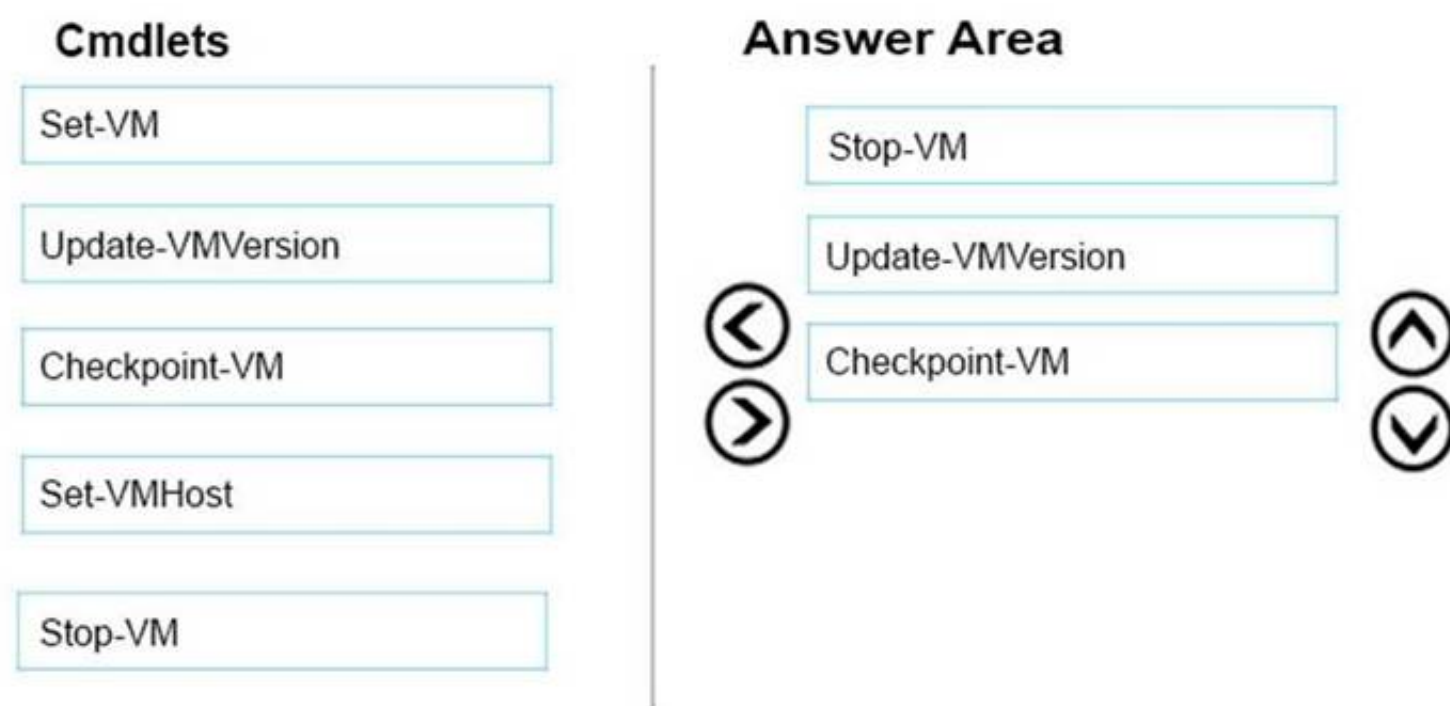 Cmdlets
Set-VM
Update-VMVersion
Checkpoint-VM
Set-VMHost
Stop-VM
Answer Area
Stop-VM
Update-VMVersion
Checkpoint-VM